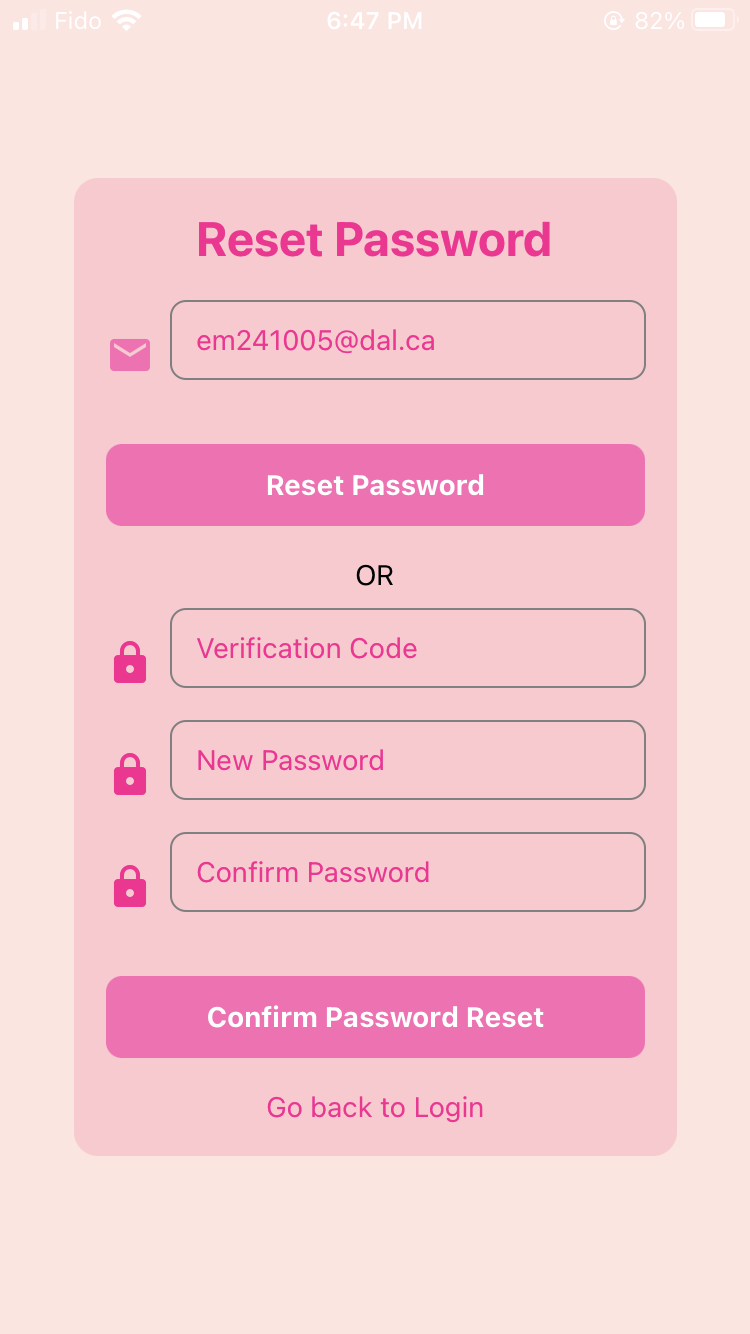 Fido 6:47 PM 82%
Reset Password
em241005@dal.ca
Reset Password
OR
Verification Code
New Password
Confirm Password
Confirm Password Reset
Go back to Login